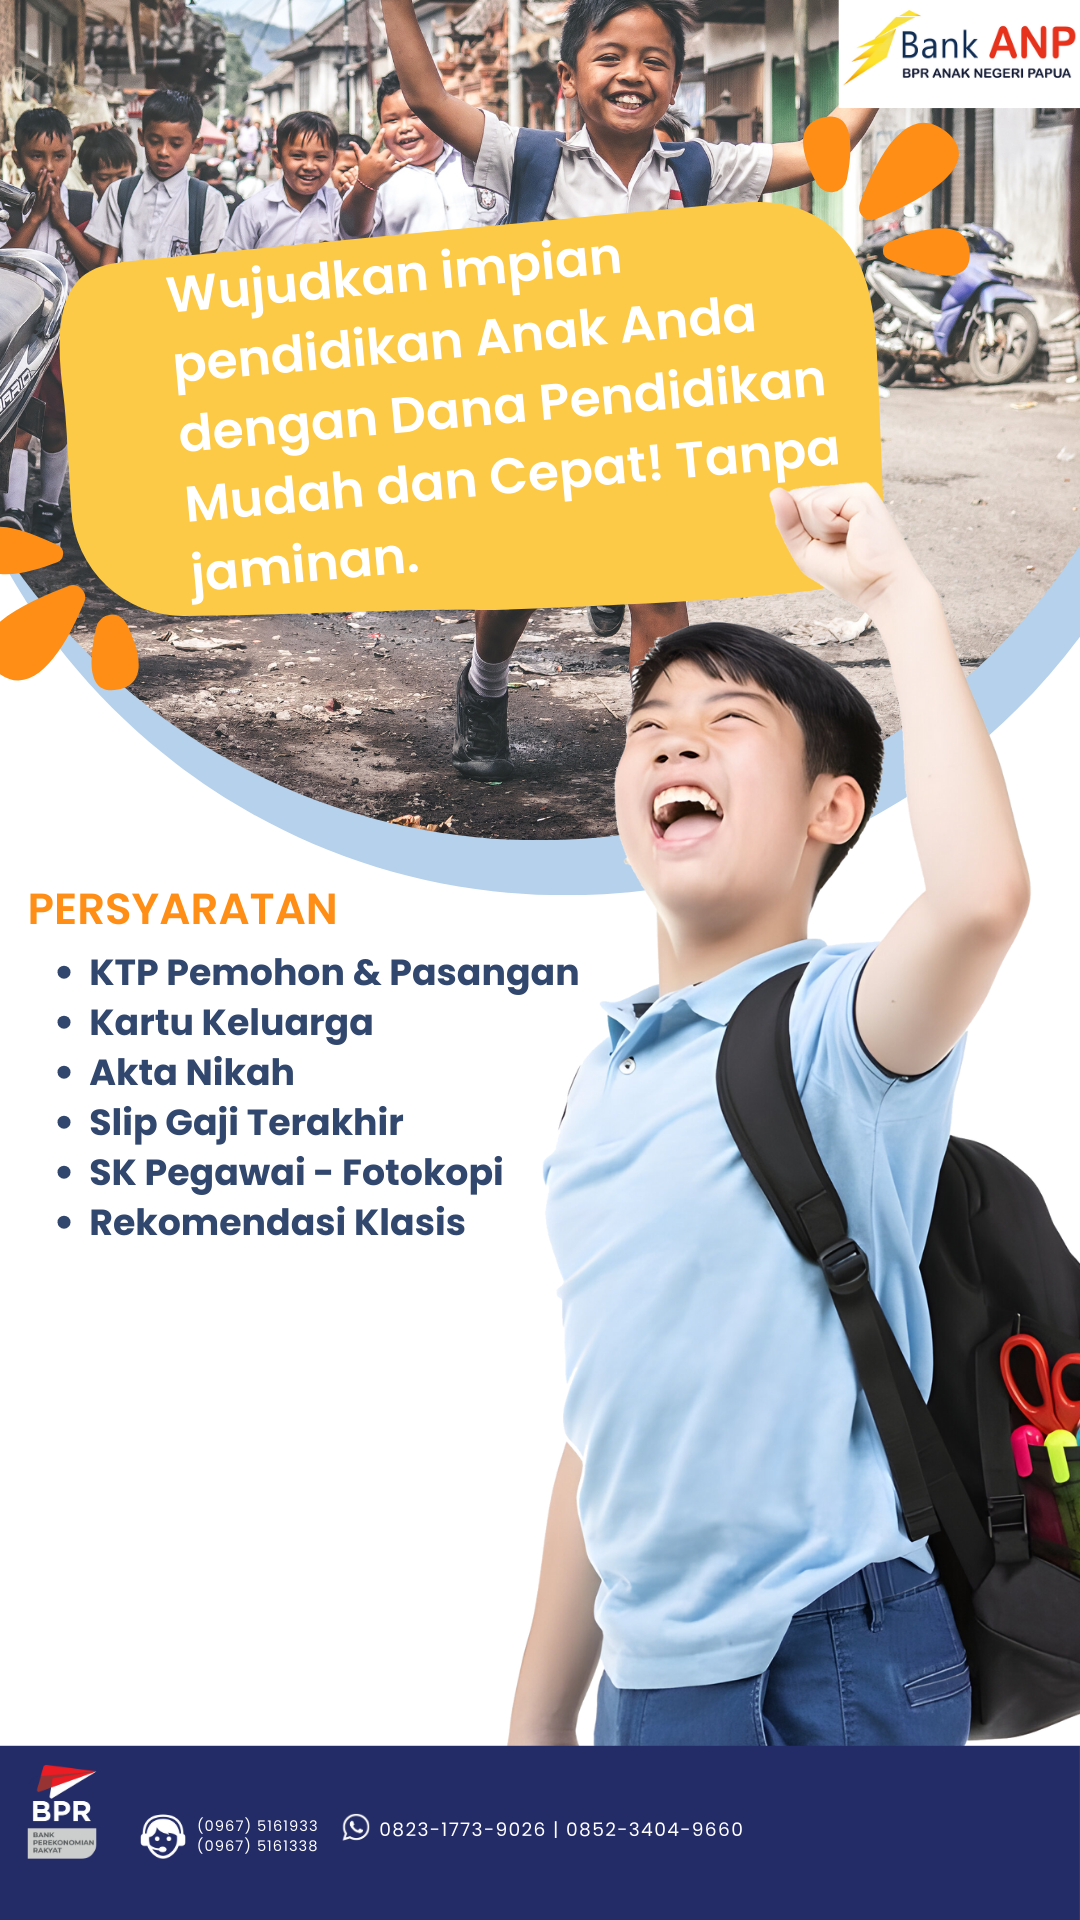 Bank ANP
BPR ANAK NEGERI PAPUA
Wujudkan impian
pendidikan Anak Anda
dengan Dana Pendidikan
Mudah dan Cepat! Tanpa
jaminan.
PERSYARATAN
• KTP Pemohon & Pasangan
• Kartu Keluarga
• Akta Nikah
• Slip Gaji Terakhir
• SK Pegawai - Fotokopi
• Rekomendasi Klasis
BPR
BANK
PEREKONOMIAN
RAKYAT
(0967) 5161933
(0967) 5161338
0823-1773-9026 | 0852-3404-9660